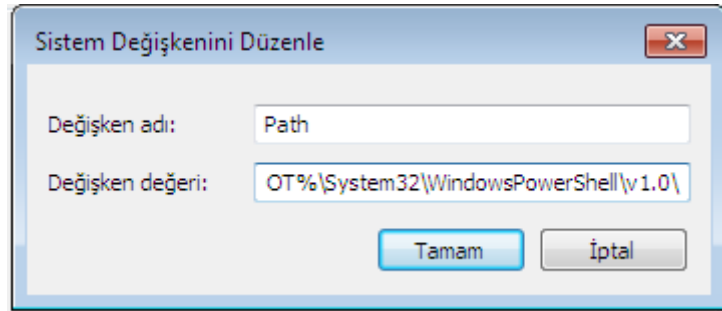 Sistem Değişkenini Düzenle
Değişken adı: Path
Değişken değeri: OT%\System32\WindowsPowerShell\v1.0\
Tamam İptal